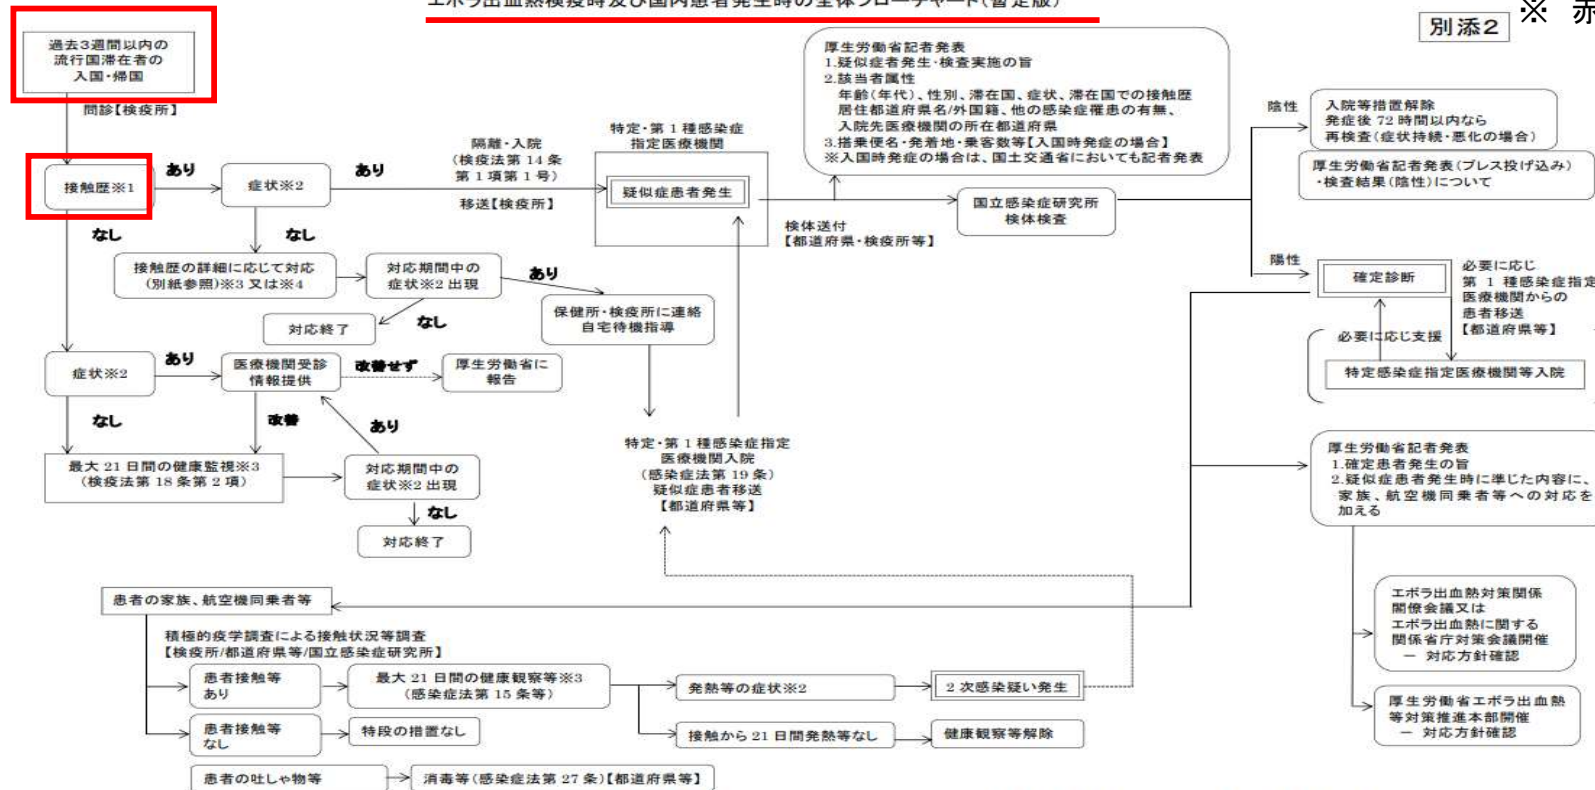 エボラ出血熱検疫時及び国内患者発生時の全体フローチャート(暫定版)
※ 赤
別添2
過去3週間以内の
流行国滞在者の
入国・帰国
問診【検疫所】
接触歴※1
あり
症状※2
あり
隔離・入院
(検疫法第14条
第1項第1号)
移送【検疫所】
特定・第1種感染症
指定医療機関
疑似症患者発生
厚生労働省記者発表
1.疑似症者発生・検査実施の旨
2.該当者属性
年齢(年代)、性別、滞在国、症状、滞在国での接触歴
居住都道府県名/外国籍、他の感染症罹患の有無、
入院先医療機関の所在都道府県
3.搭乗便名・発着地・乗客数等【入国時発症の場合】
※入国時発症の場合は、国土交通省においても記者発表
検体送付
【都道府県・検疫所等】
国立感染症研究所
検体検査
陰性
入院等措置解除
発症後72時間以内なら
再検査(症状持続・悪化の場合)
厚生労働省記者発表(プレス投げ込み)
・検査結果(陰性)について
陽性
確定診断
必要に応じ
第1種感染症指定
医療機関からの
患者移送
【都道府県等】
必要に応じ支援
特定感染症指定医療機関等入院
なし
なし
接触歴の詳細に応じて対応
(別紙参照)※3又は※4
対応期間中の
症状※2出現
あり
保健所・検疫所に連絡
自宅待機指導
なし
対応終了
症状※2
あり
医療機関受診
情報提供
改善せず
厚生労働省に
報告
なし
改善
あり
最大21日間の健康監視※3
(検疫法第18条第2項)
対応期間中の
症状※2出現
なし
対応終了
特定・第1種感染症指定
医療機関入院
(感染症法第19条)
疑似症患者移送
【都道府県等】
厚生労働省記者発表
1.確定患者発生の旨
2.疑似症患者発生時に準じた内容に、
家族、航空機同乗者等への対応を
加える
エボラ出血熱対策関係
閣僚会議又は
エボラ出血熱に関する
関係省庁対策会議開催
－ 対応方針確認
厚生労働省エボラ出血熱
等対策推進本部開催
－ 対応方針確認
患者の家族、航空機同乗者等
積極的疫学調査による接触状況等調査
【検疫所/都道府県等/国立感染症研究所】
患者接触等
あり
最大21日間の健康観察等※3
(感染症法第15条等)
発熱等の症状※2
2次感染疑い発生
患者接触等
なし
特段の措置なし
接触から21日間発熱等なし
健康観察等解除
患者の吐しゃ物等
消毒等(感染症法第27条)【都道府県等】